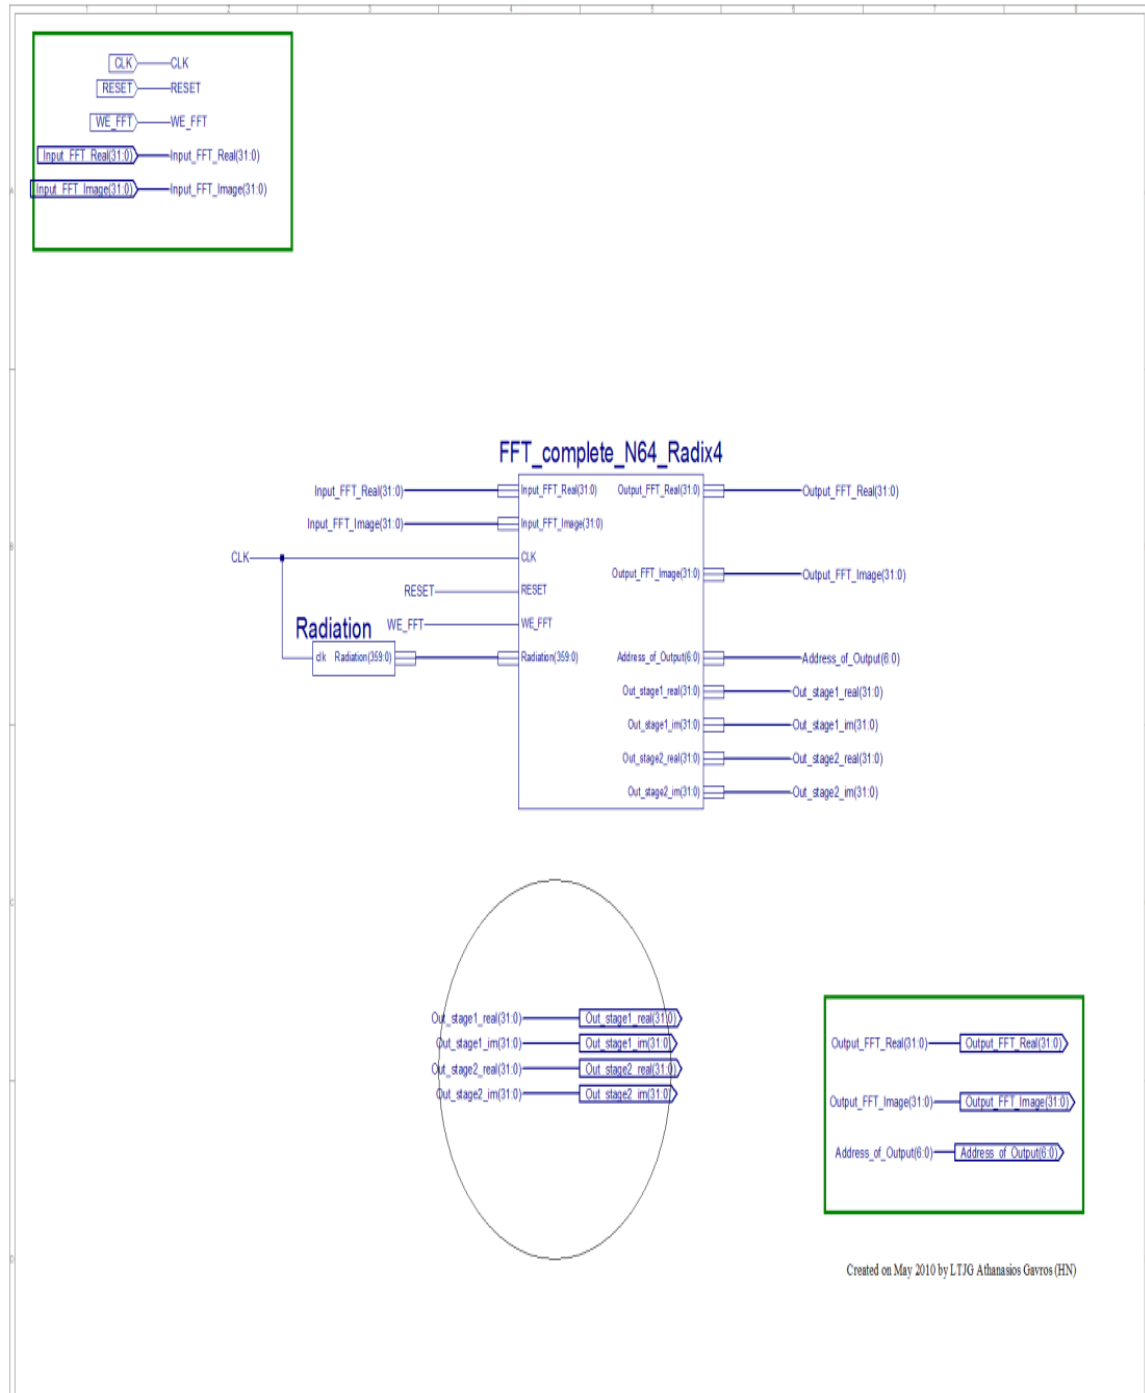 CLK CLK
RESET RESET
WE_FFT WE_FFT
Input_FFT_Real(31:0) Input_FFT_Real(31:0)
Input_FFT_Image(31:0) Input_FFT_Image(31:0)
FFT_complete_N64_Radix4
Input_FFT_Real(31:0) Input_FFT_Real(31:0) Output_FFT_Real(31:0) Output_FFT_Real(31:0)
Input_FFT_Image(31:0) Input_FFT_Image(31:0)
CLK CLK
Output_FFT_Image(31:0) Output_FFT_Image(31:0)
RESET RESET
Radiation WE_FFT WE_FFT
clk Radiation(359:0) Radiation(359:0) Address_of_Output(6:0) Address_of_Output(6:0)
Out_stage1_real(31:0) Out_stage1_real(31:0)
Out_stage1_im(31:0) Out_stage1_im(31:0)
Out_stage2_real(31:0) Out_stage2_real(31:0)
Out_stage2_im(31:0) Out_stage2_im(31:0)
Out_stage1_real(31:0) Out_stage1_real(31:0)
Out_stage1_im(31:0) Out_stage1_im(31:0)
Out_stage2_real(31:0) Out_stage2_real(31:0)
Out_stage2_im(31:0) Out_stage2_im(31:0)
Output_FFT_Real(31:0) Output_FFT_Real(31:0)
Output_FFT_Image(31:0) Output_FFT_Image(31:0)
Address_of_Output(6:0) Address_of_Output(6:0)
Created on May 2010 by LTJG Athanasios Gavros (HN)